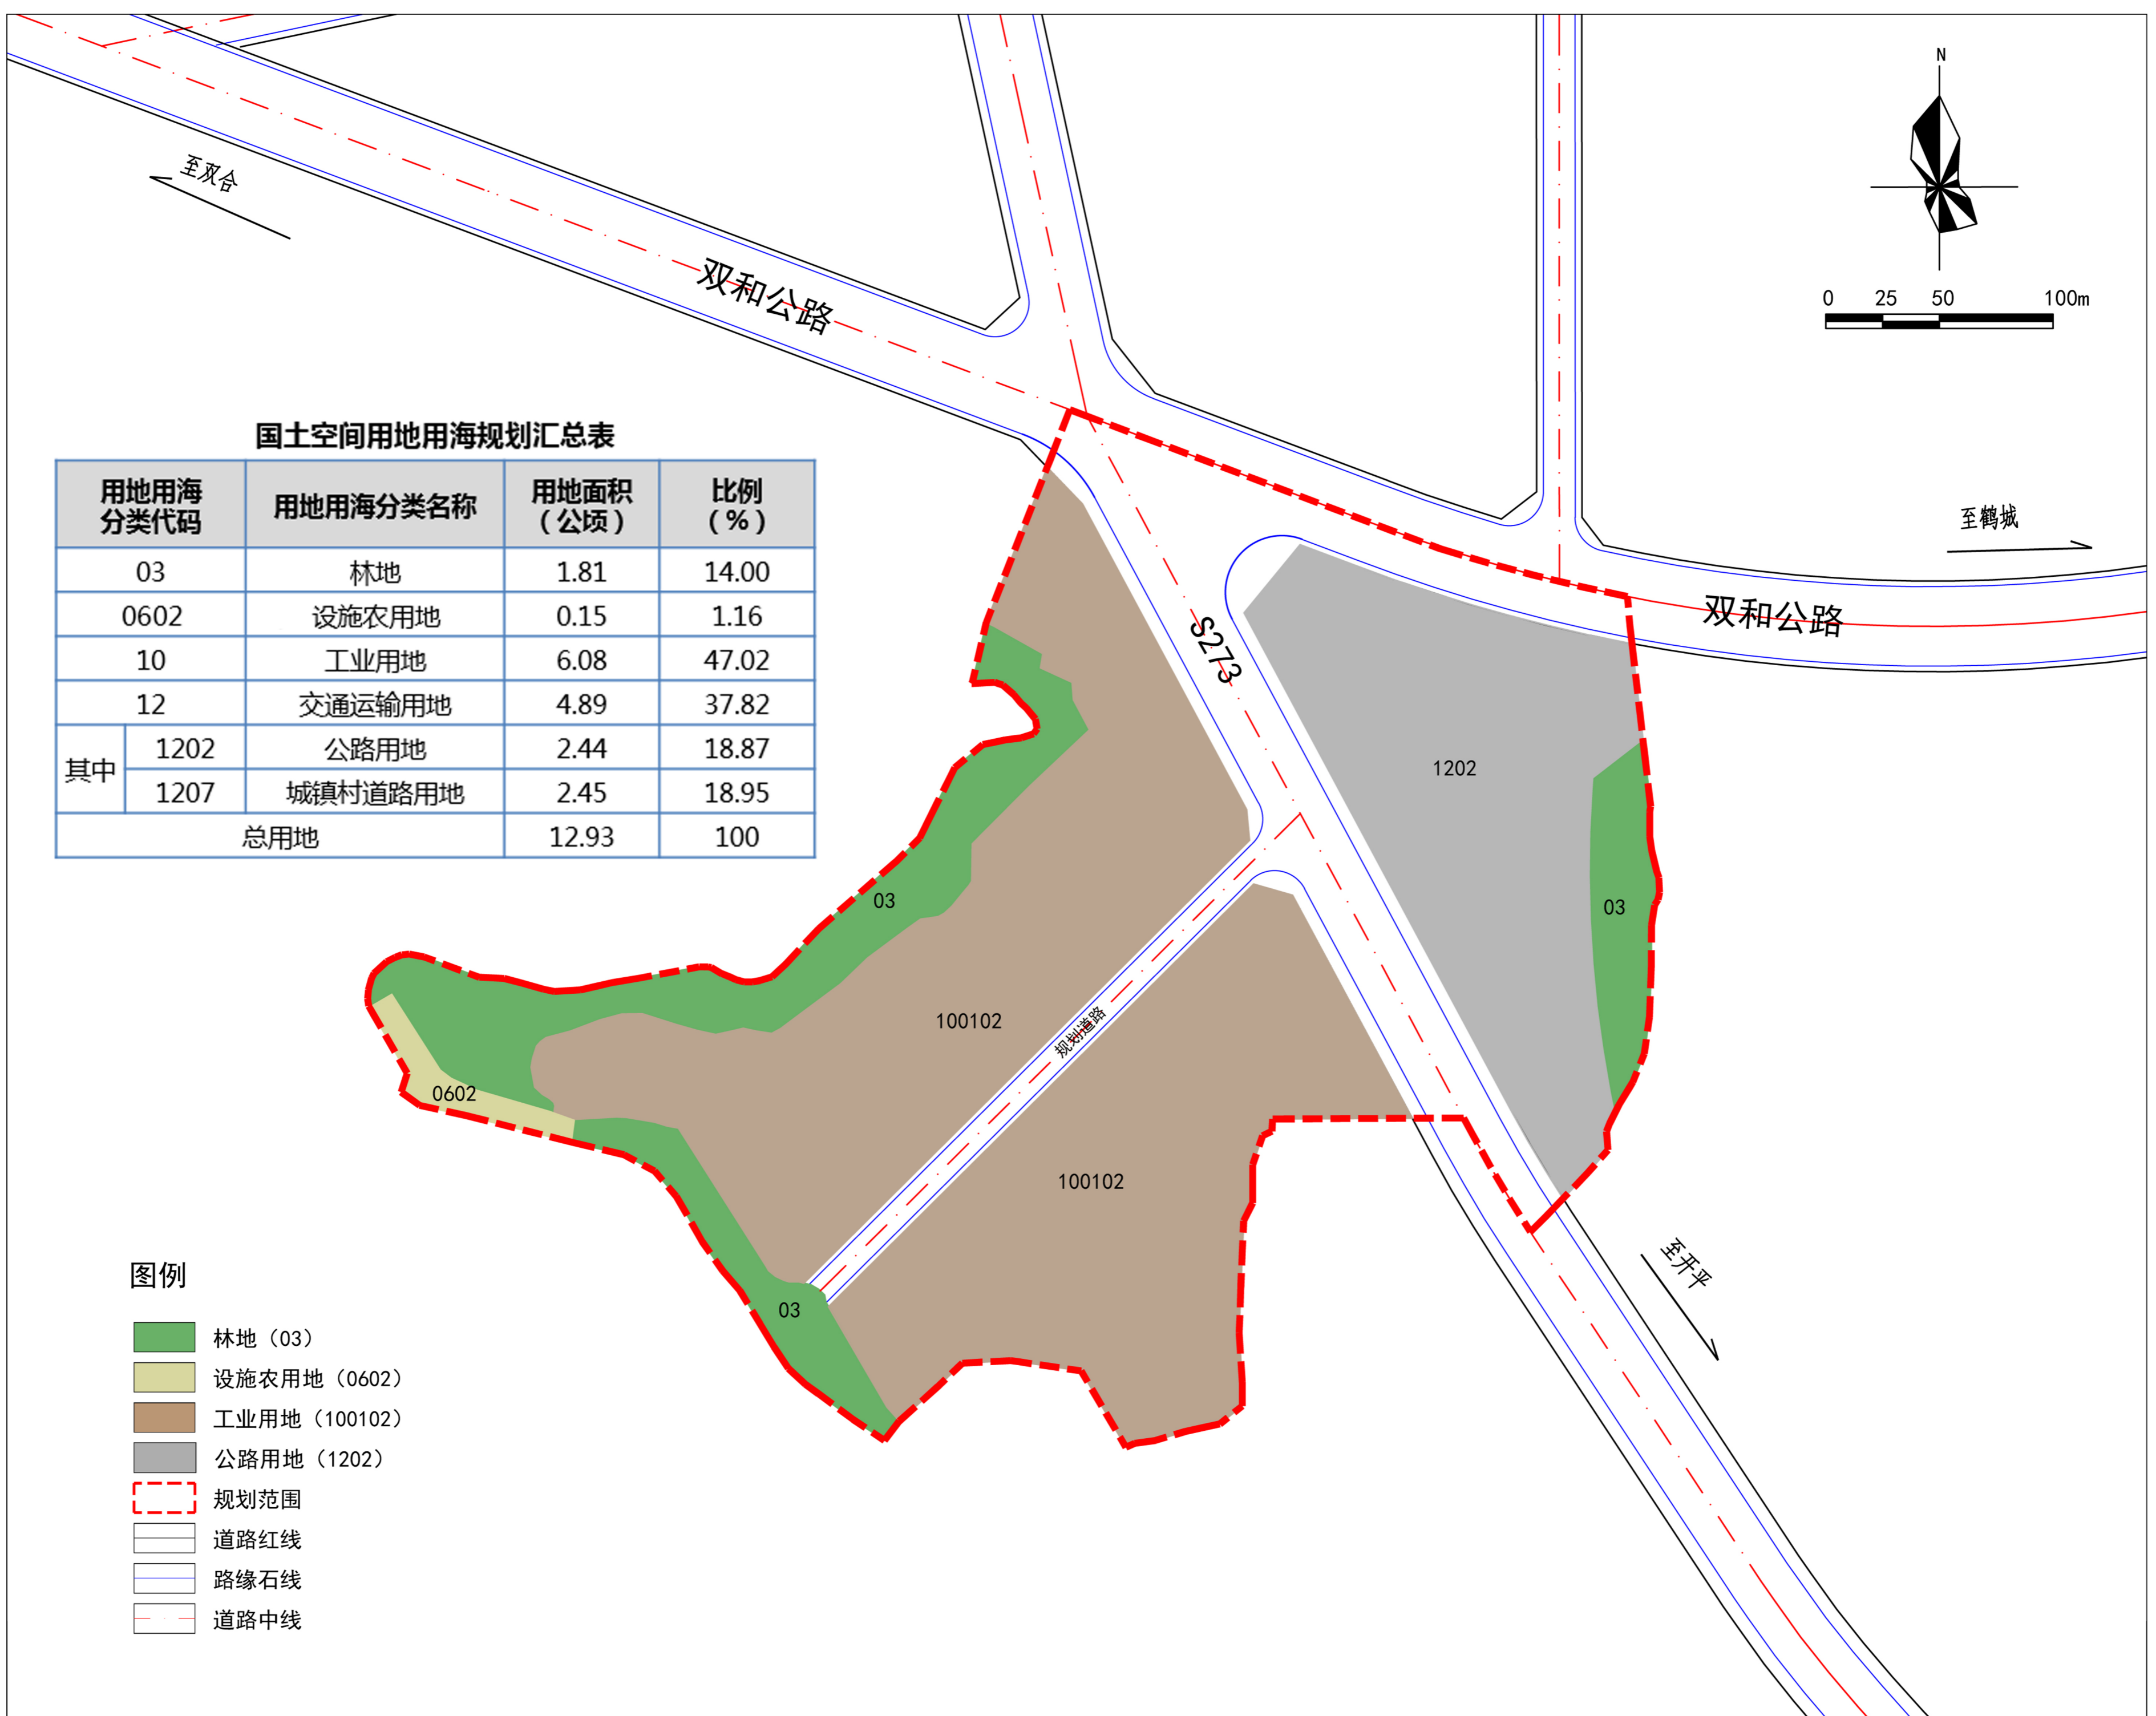 N
0 25 50 100m
至双合
双和公路
至鹤城
双和公路
S273
国土空间用地用海规划汇总表
用地用海
分类代码
用地用海分类名称
用地面积
（公顷）
比例
（%）
03 林地 1.81 14.00
0602 设施农用地 0.15 1.16
10 工业用地 6.08 47.02
12 交通运输用地 4.89 37.82
其中
1202 公路用地 2.44 18.87
1207 城镇村道路用地 2.45 18.95
总用地 12.93 100
1202
03
03
100102
规划道路
0602
100102
03
至开平
图例
林地（03）
设施农用地（0602）
工业用地（100102）
公路用地（1202）
规划范围
道路红线
路缘石线
道路中线